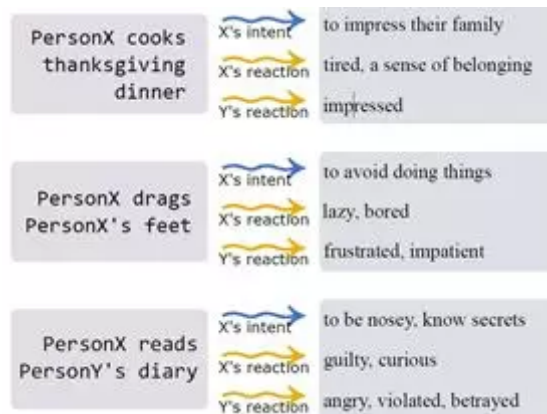 PersonX cooks
thanksgiving
dinner
X's intent
to impress their family
X's reaction
tired, a sense of belonging
Y's reaction
impressed
PersonX drags
PersonX's feet
X's intent
to avoid doing things
X's reaction
lazy, bored
Y's reaction
frustrated, impatient
PersonX reads
PersonY's diary
X's intent
to be nosey, know secrets
X's reaction
guilty, curious
Y's reaction
angry, violated, betrayed